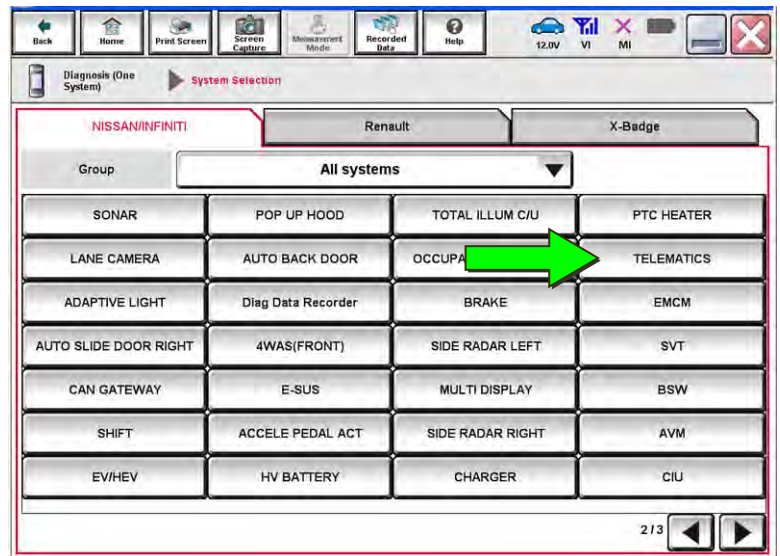 Back
Home
Print Screen
Screen
Capture
Measurement
Mode
Recorded
Data
Help
12.0V
VI
MI
Diagnosis (One
System)
System Selection
NISSAN/INFINITI
Renault
X-Badge
Group
All systems
SONAR
POP UP HOOD
TOTAL ILLUM C/U
PTC HEATER
LANE CAMERA
AUTO BACK DOOR
TELEMATICS
ADAPTIVE LIGHT
Diag Data Recorder
BRAKE
EMCM
AUTO SLIDE DOOR RIGHT
4WAS(FRONT)
SIDE RADAR LEFT
SVT
CAN GATEWAY
E-SUS
MULTI DISPLAY
BSW
SHIFT
ACCELE PEDAL ACT
SIDE RADAR RIGHT
AVM
EV/HEV
HV BATTERY
CHARGER
CIU
2/3